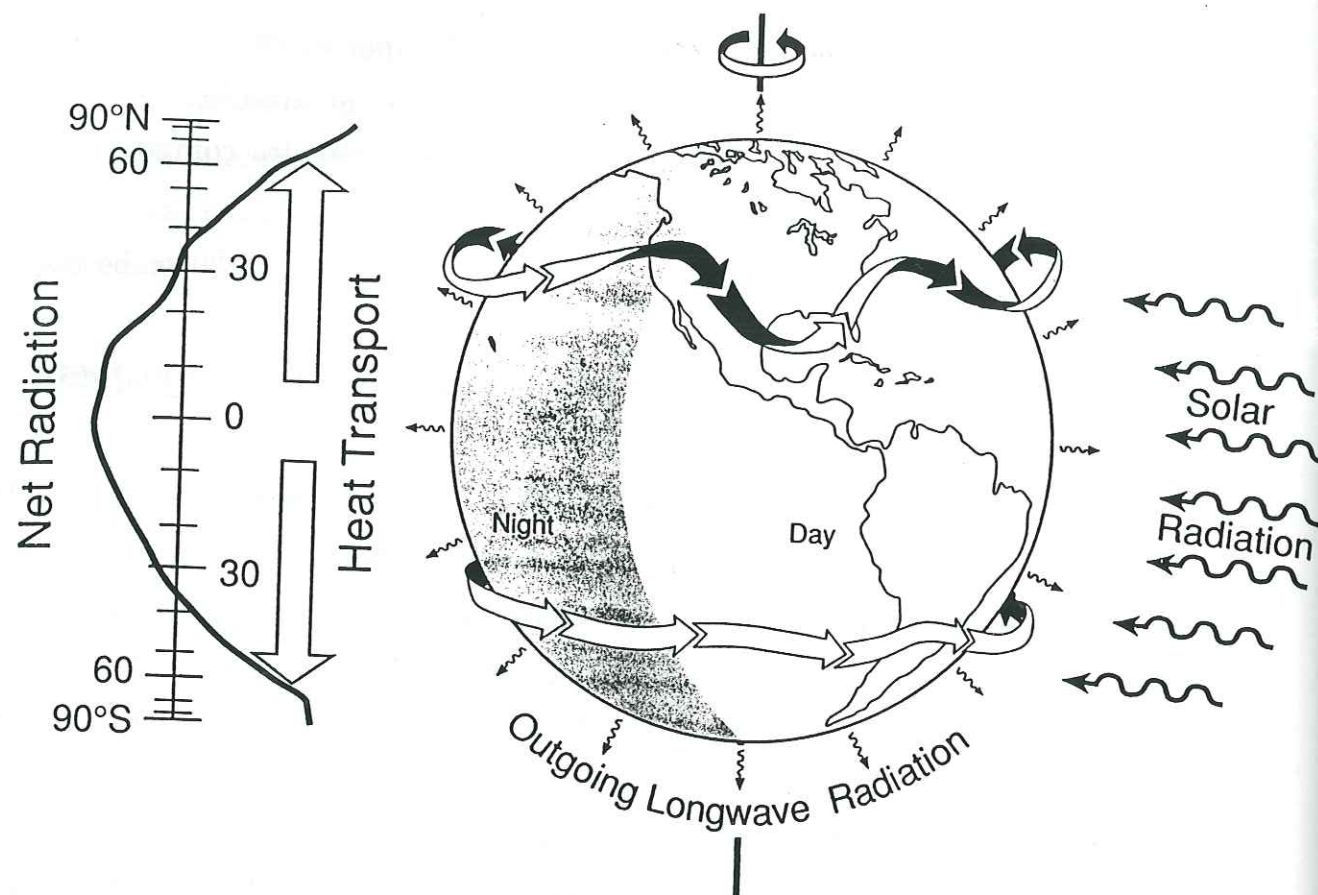 90°N
60
30
0
30
60
90°S
Net Radiation
Heat Transport
Night
Day
Solar
Radiation
Outgoing Longwave Radiation